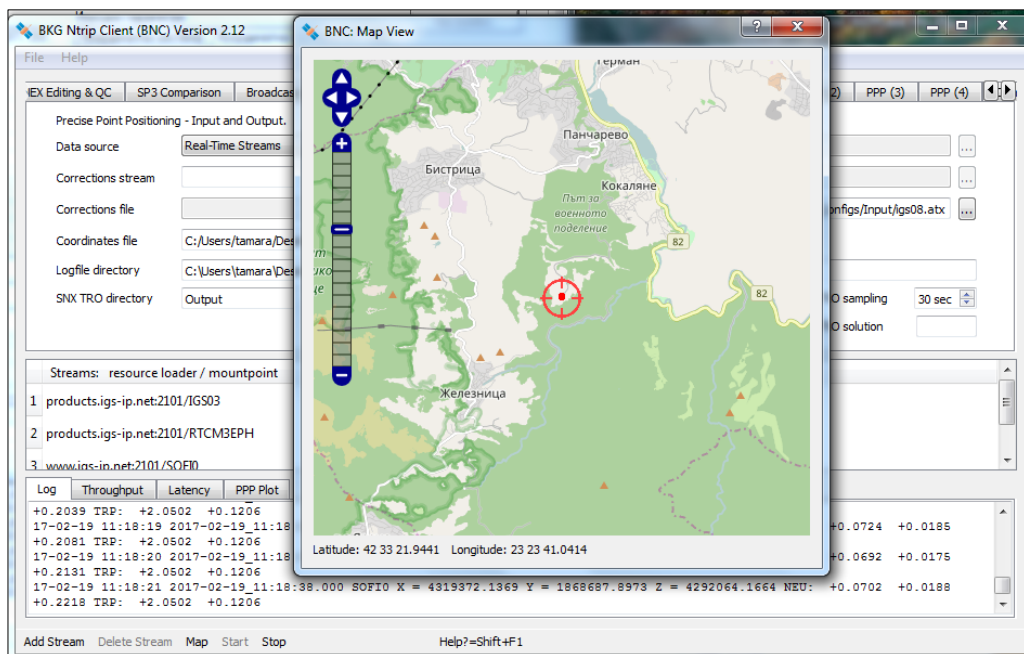 BKG Ntrip Client (BNC) Version 2.12
File Help
IEX Editing & QC SP3 Comparison Broadcas
2) PPP (3) PPP (4)
Precise Point Positioning - Input and Output.
Data source Real-Time Streams ...
Corrections stream ...
Corrections file onfigs/Input/igs08.atx ...
Coordinates file C:/Users/tamara/Des
Logfile directory C:\Users\tamara\Des
SNX TRO directory Output O sampling 30 sec
O solution
Streams: resource loader / mountpoint
1 products.igs-ip.net:2101/IGS03
2 products.igs-ip.net:2101/RTCM3EPH
3 www.igs-ip.net:2101/SOFI0
Log Throughput Latency PPP Plot
+0.2039 TRP: +2.0502 +0.1206
17-02-19 11:18:19 2017-02-19_11:18 +0.0724 +0.0185
+0.2081 TRP: +2.0502 +0.1206
17-02-19 11:18:20 2017-02-19_11:18 +0.0692 +0.0175
+0.2131 TRP: +2.0502 +0.1206
17-02-19 11:18:21 2017-02-19_11:18:38.000 SOFI0 X = 4319372.1369 Y = 1868687.8973 Z = 4292064.1664 NEU: +0.0702 +0.0188
+0.2218 TRP: +2.0502 +0.1206
Add Stream Delete Stream Map Start Stop Help?=Shift+F1
BNC: Map View
Герман
Панчарево
Бистрица
Кокаляне
Път за
военното
поделение
82
82
Железница
Latitude: 42 33 21.9441 Longitude: 23 23 41.0414